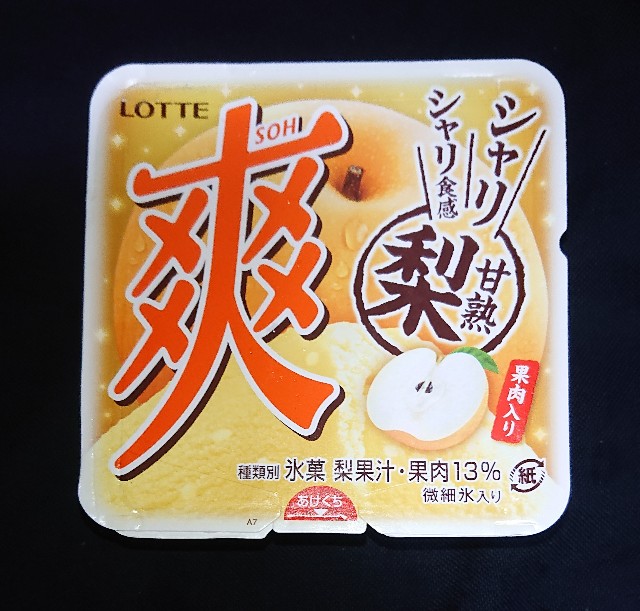 LOTTE
爽
SOH
シャリ
シャリ食感
甘熟
梨
果肉入り
種類別 氷菓 梨果汁・果肉13%
微細氷入り
紙
あけくち
A7